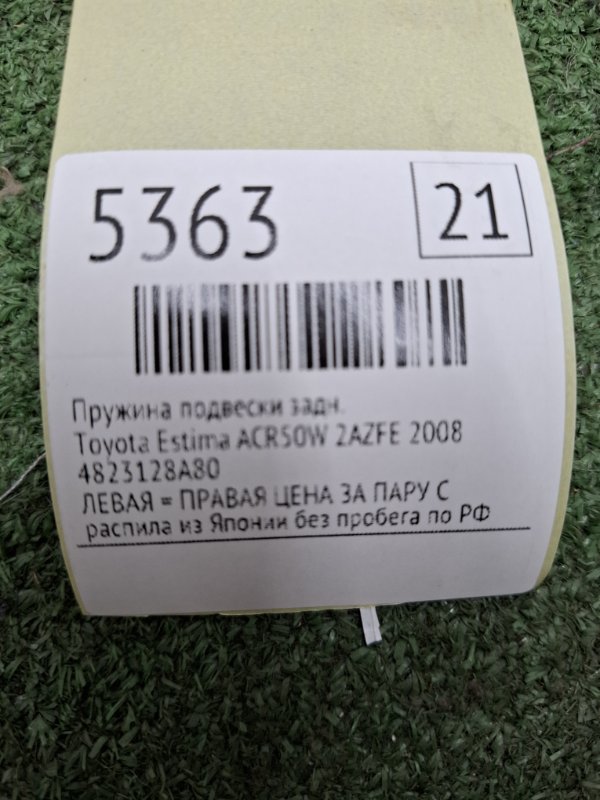 5363
21
Пружина подвески задн.
Toyota Estima ACR50W 2AZFE 2008
4823128A80
ЛЕВАЯ = ПРАВАЯ ЦЕНА ЗА ПАРУ С
распила из Японии без пробега по РФ